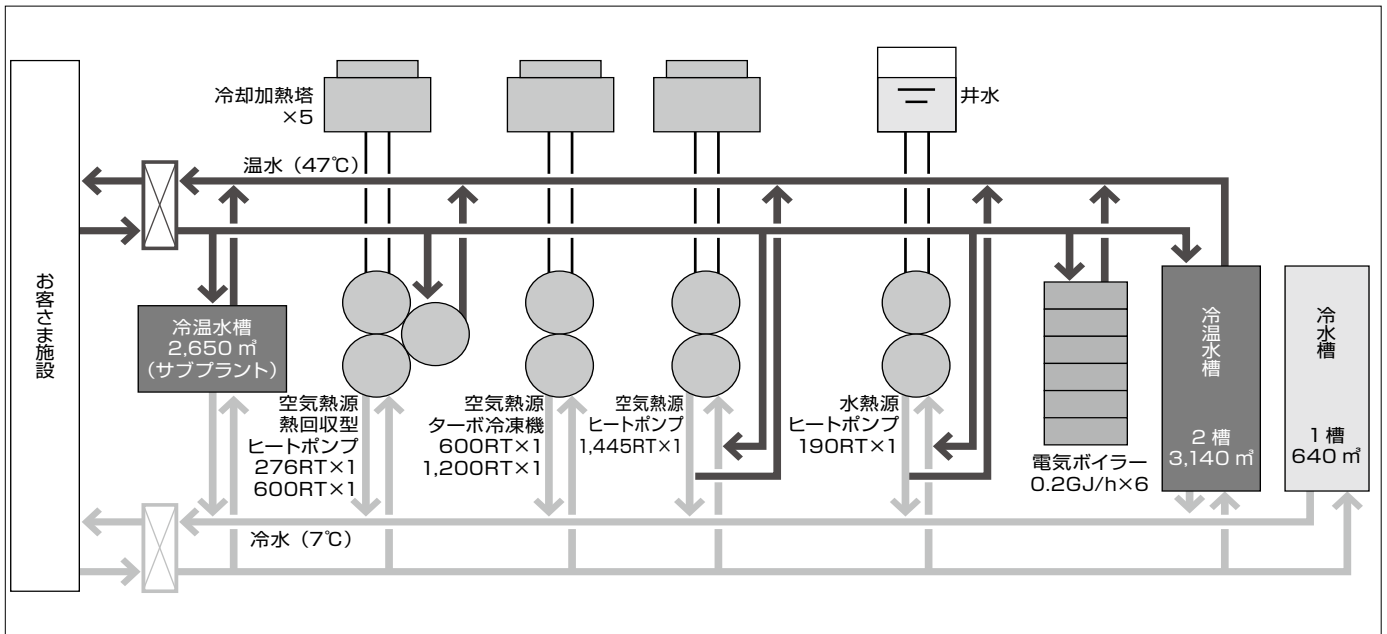 お客さま施設
冷却加熱塔
×5
井水
温水（47℃）
冷温水槽
2,650 ㎥
（サブプラント）
空気熱源
熱回収型
ヒートポンプ
276RT×1
600RT×1
空気熱源
ターボ冷凍機
600RT×1
1,200RT×1
空気熱源
ヒートポンプ
1,445RT×1
水熱源
ヒートポンプ
190RT×1
電気ボイラー
0.2GJ/h×6
冷温水槽
2 槽
3,140 ㎥
冷水槽
1 槽
640 ㎥
冷水（7℃）